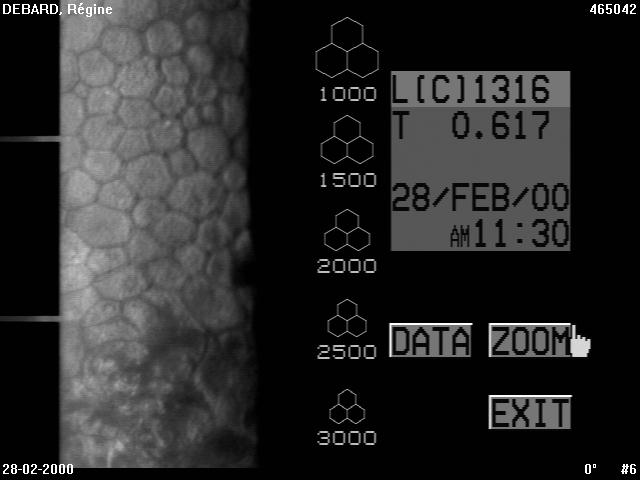 DEBARD, Régine
465042
1000
1500
2000
2500
3000
L[C]1316
T 0.617
28/FEB/00
AM11:30
DATA ZOOM
EXIT
28-02-2000
0° #6